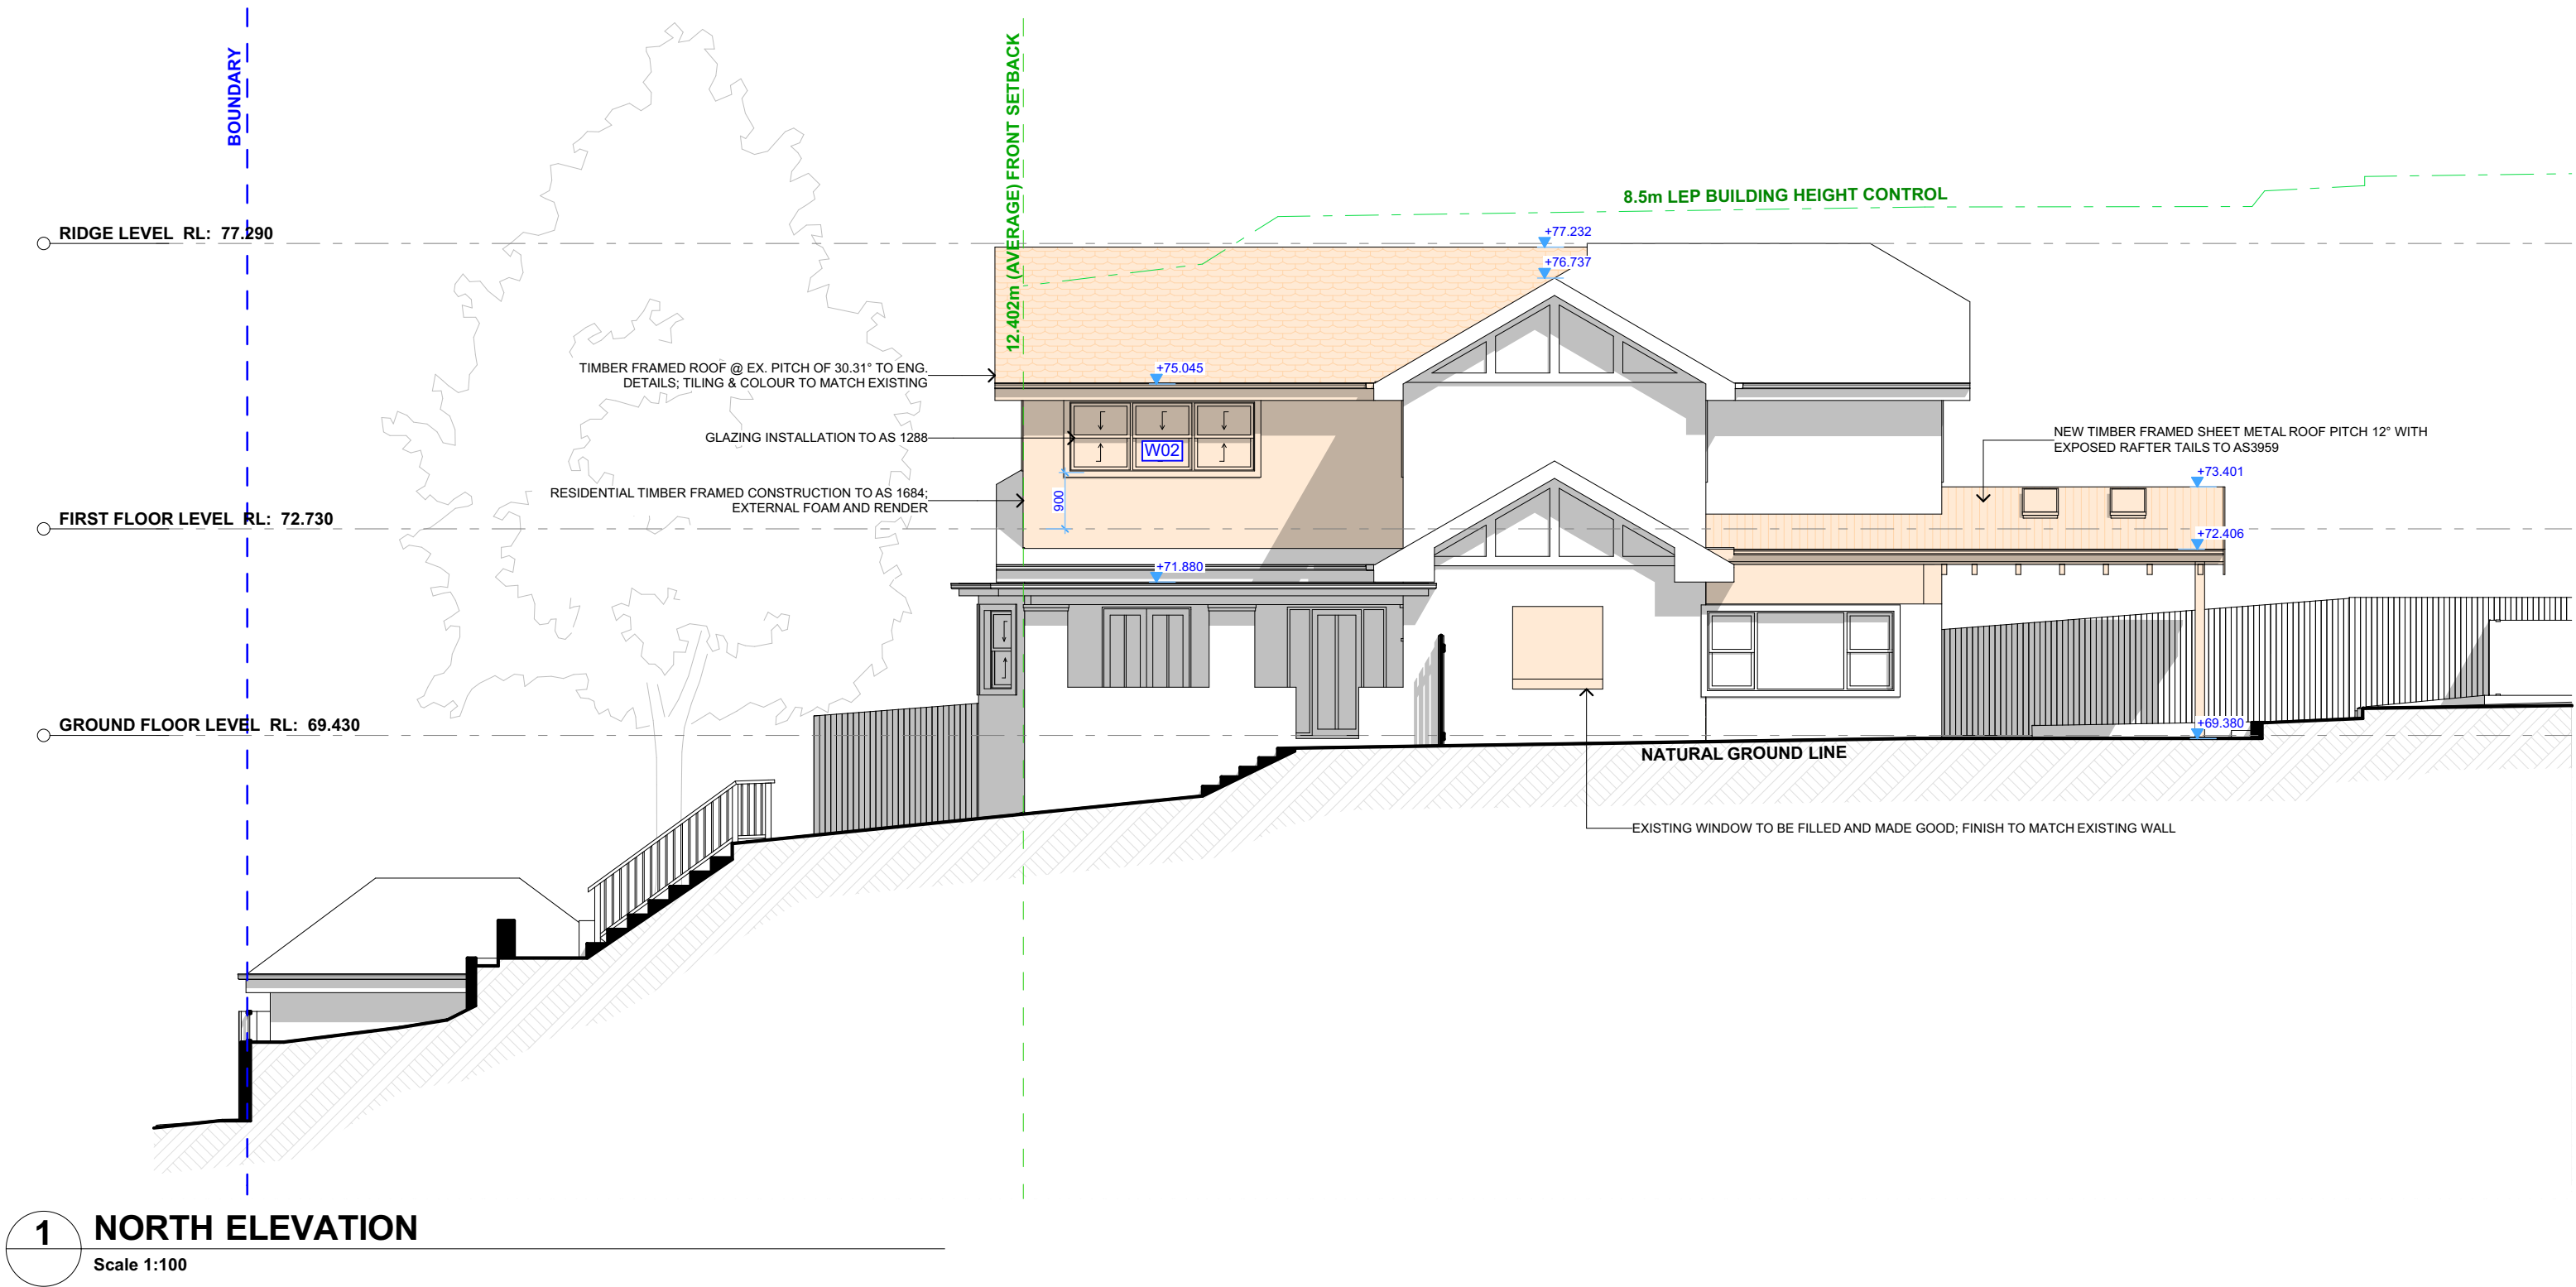 BOUNDARY
12.402m (AVERAGE) FRONT SETBACK
8.5m LEP BUILDING HEIGHT CONTROL
RIDGE LEVEL RL: 77.290
+77.232
+76.737
TIMBER FRAMED ROOF @ EX. PITCH OF 30.31° TO ENG.
DETAILS; TILING & COLOUR TO MATCH EXISTING
+75.045
GLAZING INSTALLATION TO AS 1288
W02
NEW TIMBER FRAMED SHEET METAL ROOF PITCH 12° WITH
EXPOSED RAFTER TAILS TO AS3959
+73.401
RESIDENTIAL TIMBER FRAMED CONSTRUCTION TO AS 1684;
EXTERNAL FOAM AND RENDER
900
FIRST FLOOR LEVEL RL: 72.730
+72.406
+71.880
GROUND FLOOR LEVEL RL: 69.430
+69.380
NATURAL GROUND LINE
EXISTING WINDOW TO BE FILLED AND MADE GOOD; FINISH TO MATCH EXISTING WALL
1
NORTH ELEVATION
Scale 1:100